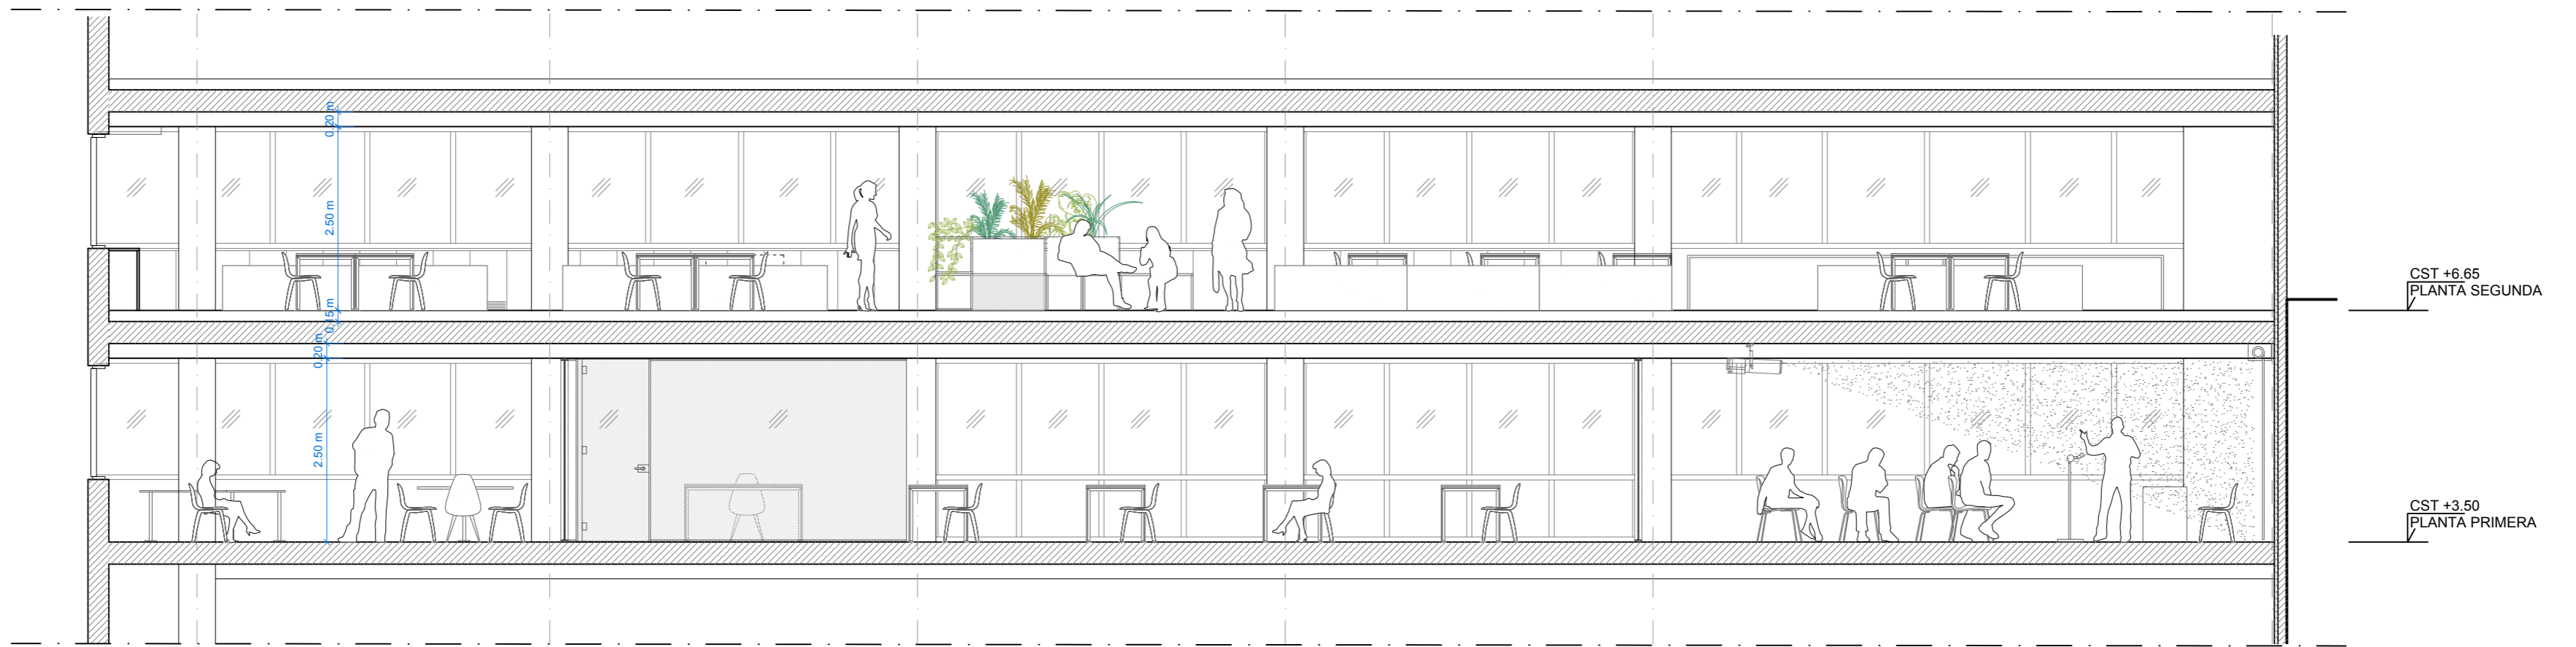 0.20 m
2.50 m
CST +6.65
PLANTA SEGUNDA
0.15 m
0.20 m
2.50 m
CST +3.50
PLANTA PRIMERA